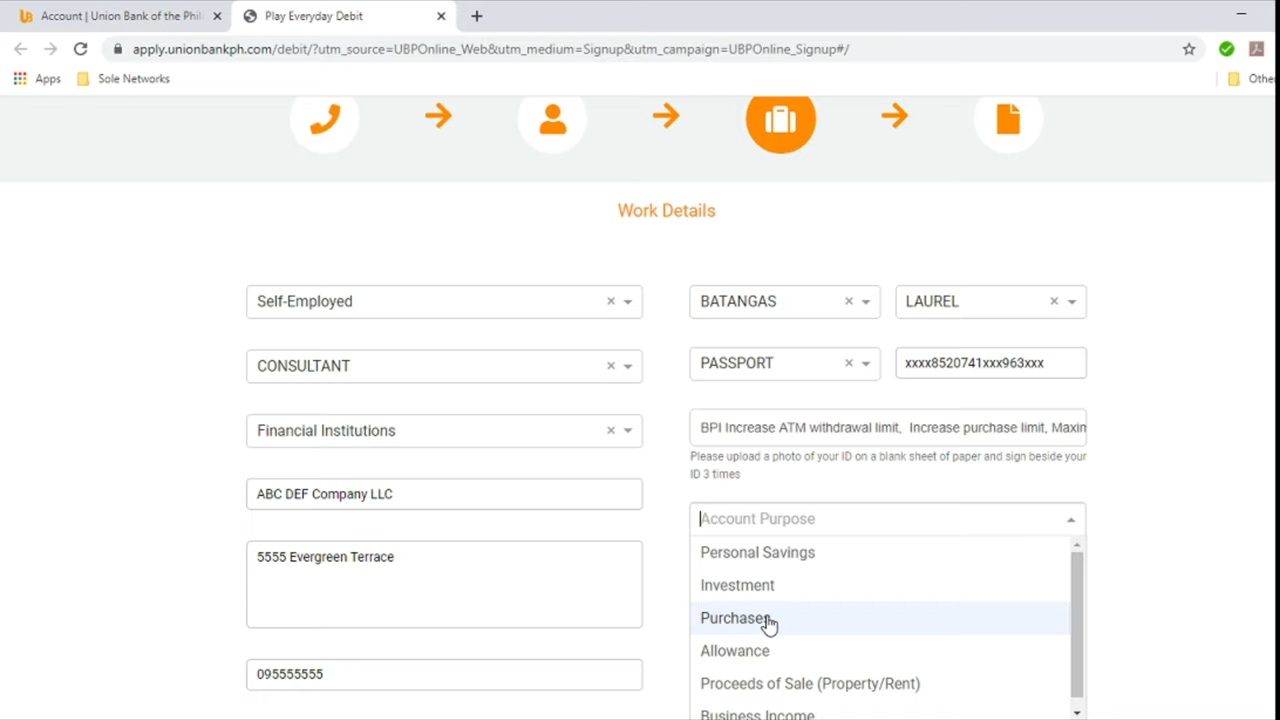 Account | Union Bank of the Phili
Play Everyday Debit
apply.unionbankph.com/debit/?utm_source=UBPOnline_Web&utm_medium=Signup&utm_campaign=UBPOnline_Signup#/
Apps
Sole Networks
Othe
Work Details
Self-Employed
BATANGAS
LAUREL
CONSULTANT
PASSPORT
xxxx8520741xxx963xxx
Financial Institutions
BPI Increase ATM withdrawal limit, Increase purchase limit, Maxin
Please upload a photo of your ID on a blank sheet of paper and sign beside your
ID 3 times
ABC DEF Company LLC
Account Purpose
5555 Evergreen Terrace
Personal Savings
Investment
Purchases
Allowance
095555555
Proceeds of Sale (Property/Rent)
Business Income